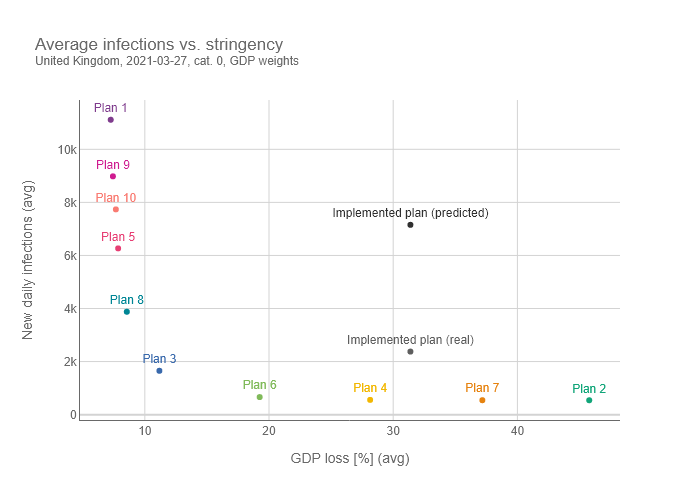 Average infections vs. stringency
United Kingdom, 2021-03-27, cat. 0, GDP weights
Plan 1
10k
Plan 9
Plan 10
8k
Implemented plan (predicted)
Plan 5
6k
Plan 8
4k
Implemented plan (real)
Plan 3
2k
Plan 6
Plan 4
Plan 7
Plan 2
0
New daily infections (avg)
10
20
30
40
GDP loss [%] (avg)